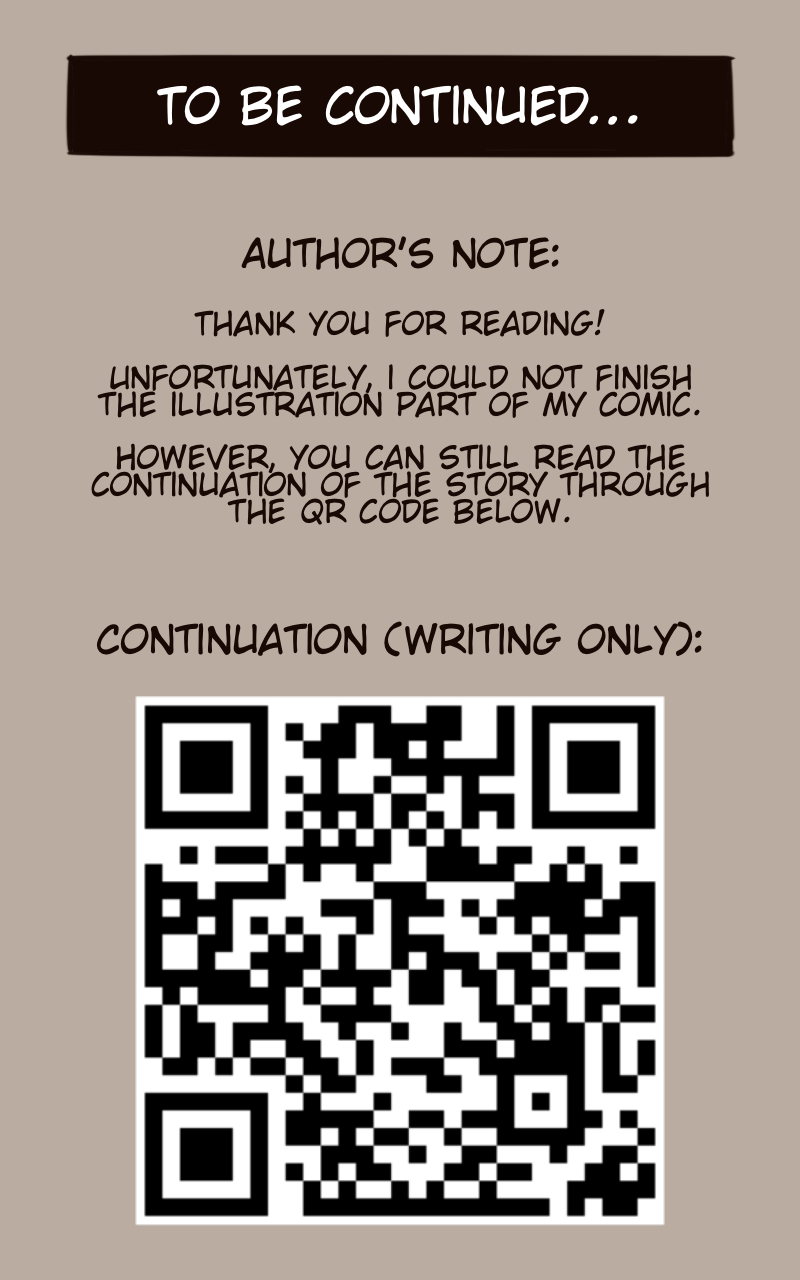 TO BE CONTINUED...
AUTHOR'S NOTE:
THANK YOU FOR READING!
UNFORTUNATELY, I COULD NOT FINISH
THE ILLUSTRATION PART OF MY COMIC.
HOWEVER, YOU CAN STILL READ THE
CONTINUATION OF THE STORY THROUGH
THE QR CODE BELOW.
CONTINUATION (WRITING ONLY):